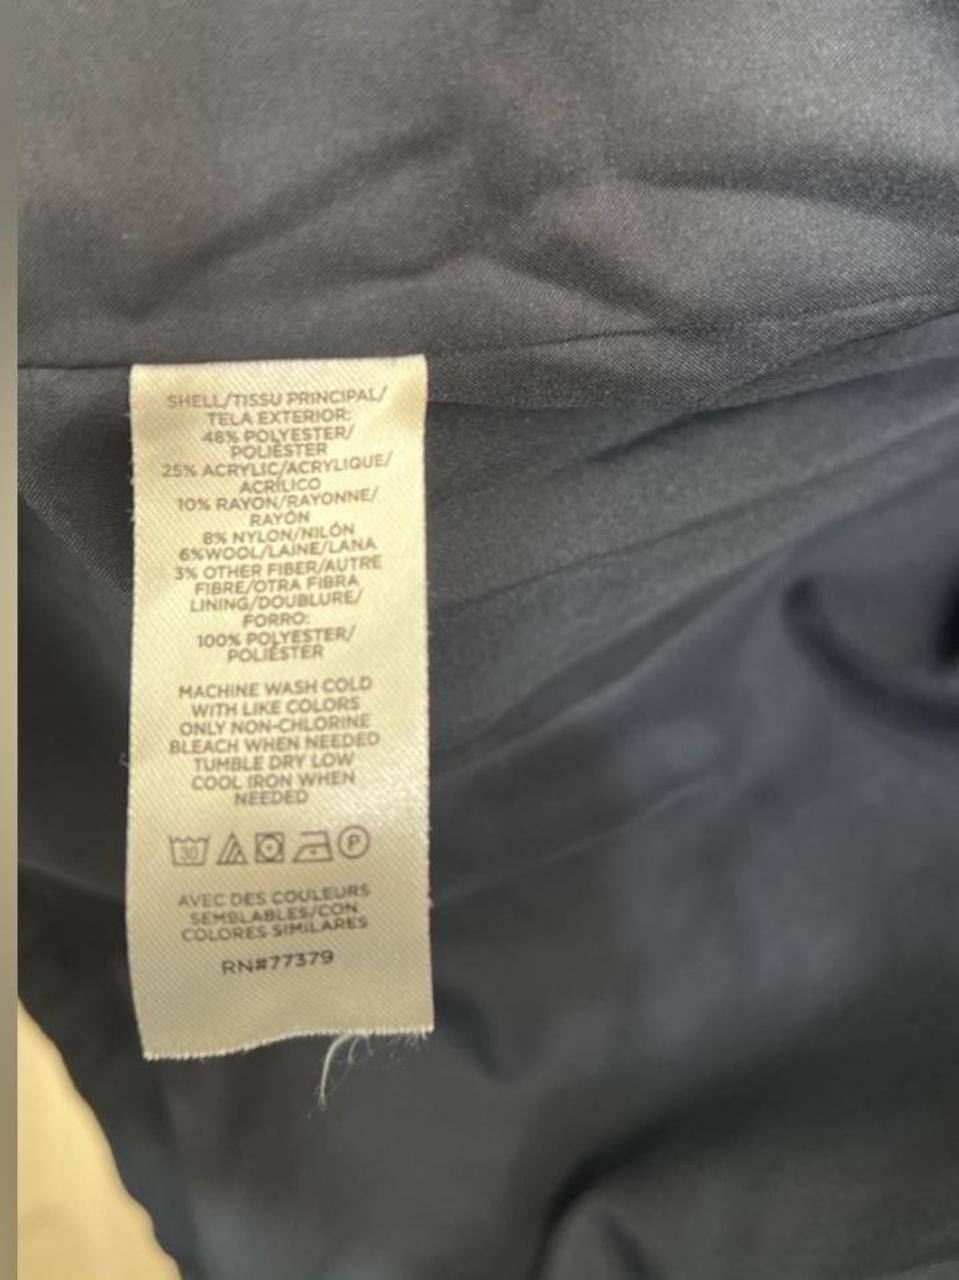 SHELL/TISSU PRINCIPAL/
TELA EXTERIOR:
48% POLYESTER/
POLIÉSTER
25% ACRYLIC/ACRYLIQUE/
ACRÍLICO
10% RAYON/RAYONNE/
RAYÓN
8% NYLON/NILÓN
6%WOOL/LAINE/LANA
3% OTHER FIBER/AUTRE
FIBRE/OTRA FIBRA
LINING/DOUBLURE/
FORRO:
100% POLYESTER/
POLIÉSTER
MACHINE WASH COLD
WITH LIKE COLORS
ONLY NON-CHLORINE
BLEACH WHEN NEEDED
TUMBLE DRY LOW
COOL IRON WHEN
NEEDED
30 P
AVEC DES COULEURS
SEMBLABLES/CON
COLORES SIMILARES
RN#77379